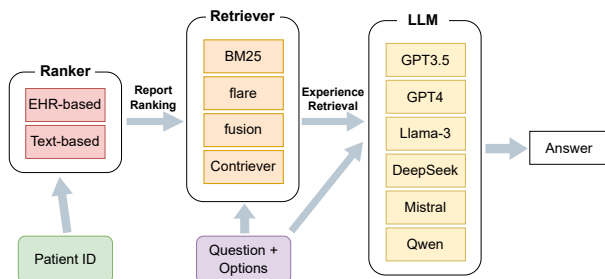 Ranker
EHR-based
Text-based
Patient ID
Report
Ranking
Retriever
BM25
flare
fusion
Contriever
Question +
Options
Experience
Retrieval
LLM
GPT3.5
GPT4
Llama-3
DeepSeek
Mistral
Qwen
Answer